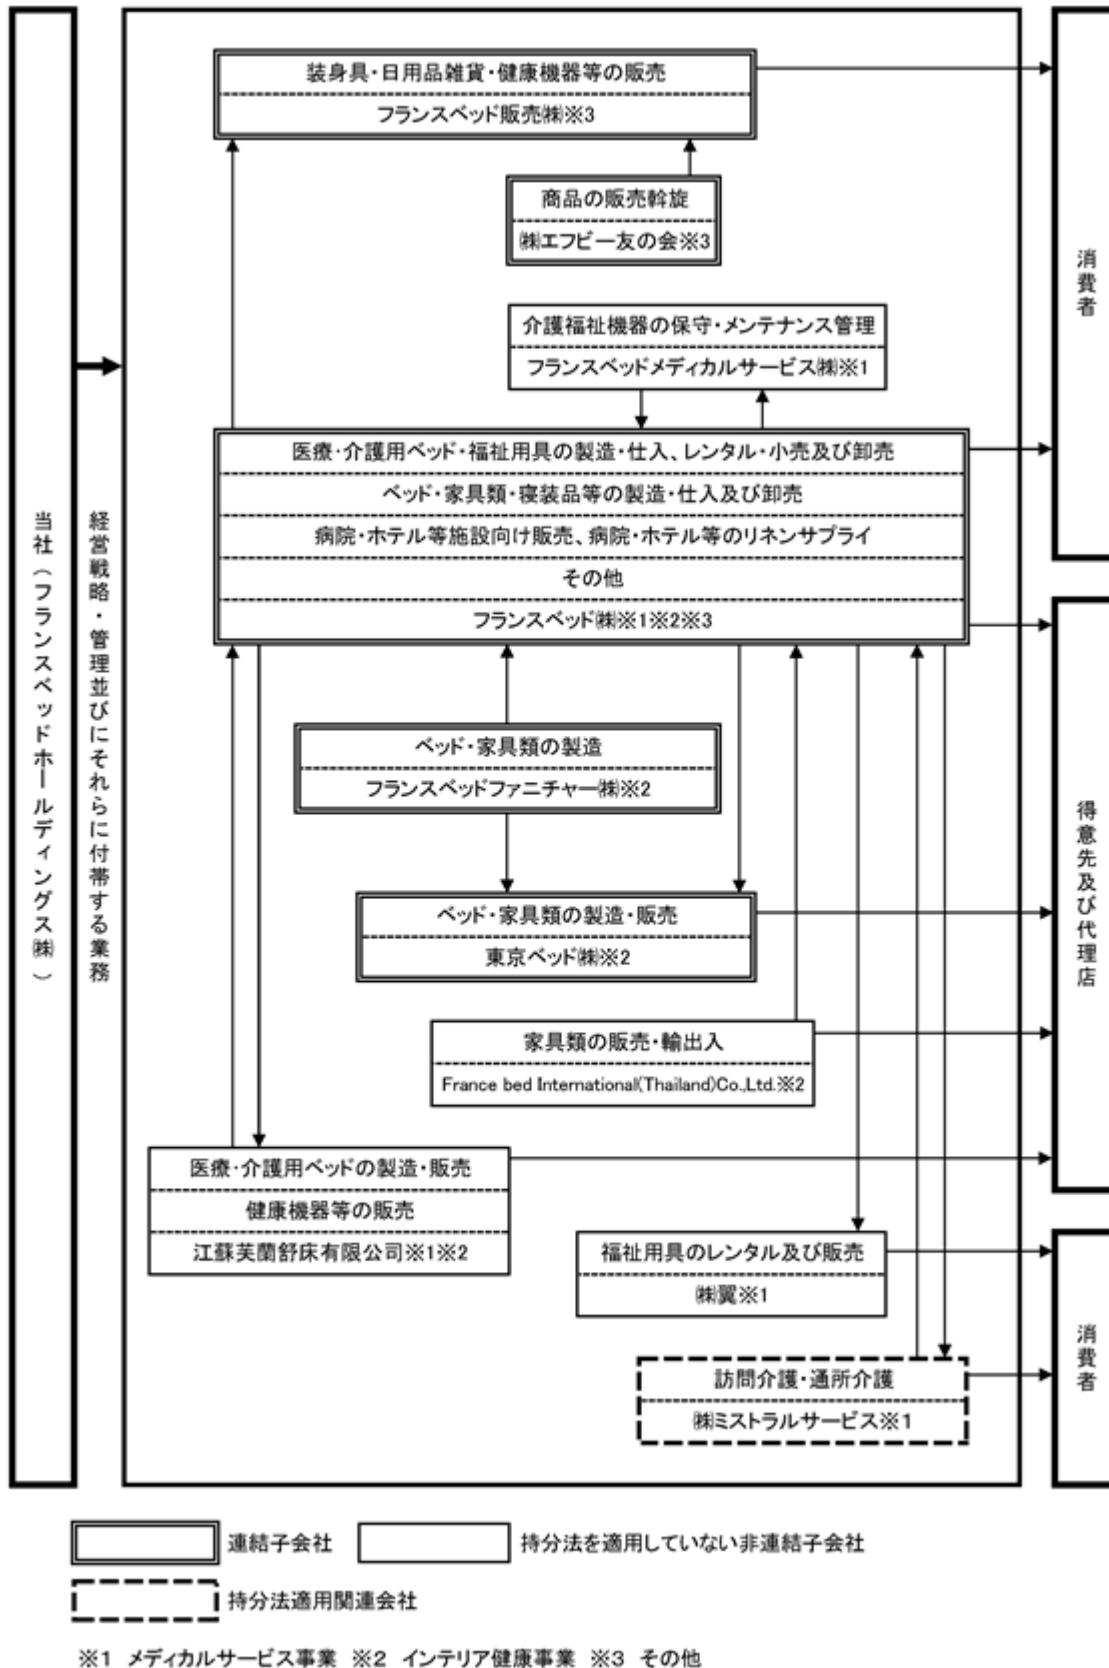 当社（フランスベッドホールディングス㈱）
経営戦略・管理並びにそれらに付帯する業務
装身具・日用品雑貨・健康機器等の販売
フランスベッド販売㈱※3
商品の販売斡旋
㈱エフビー友の会※3
介護福祉機器の保守・メンテナンス管理
フランスベッドメディカルサービス㈱※1
医療・介護用ベッド・福祉用具の製造・仕入、レンタル・小売及び卸売
ベッド・家具類・寝装品等の製造・仕入及び卸売
病院・ホテル等施設向け販売、病院・ホテル等のリネンサプライ
その他
フランスベッド㈱※1※2※3
ベッド・家具類の製造
フランスベッドファニチャー㈱※2
ベッド・家具類の製造・販売
東京ベッド㈱※2
家具類の販売・輸出入
France bed International(Thailand)Co.,Ltd.※2
医療・介護用ベッドの製造・販売
健康機器等の販売
江蘇芙蘭舒床有限公司※1※2
福祉用具のレンタル及び販売
㈱翼※1
訪問介護・通所介護
㈱ミストラルサービス※1
消費者
得意先及び代理店
消費者
連結子会社
持分法を適用していない非連結子会社
持分法適用関連会社
※1 メディカルサービス事業 ※2 インテリア健康事業 ※3 その他